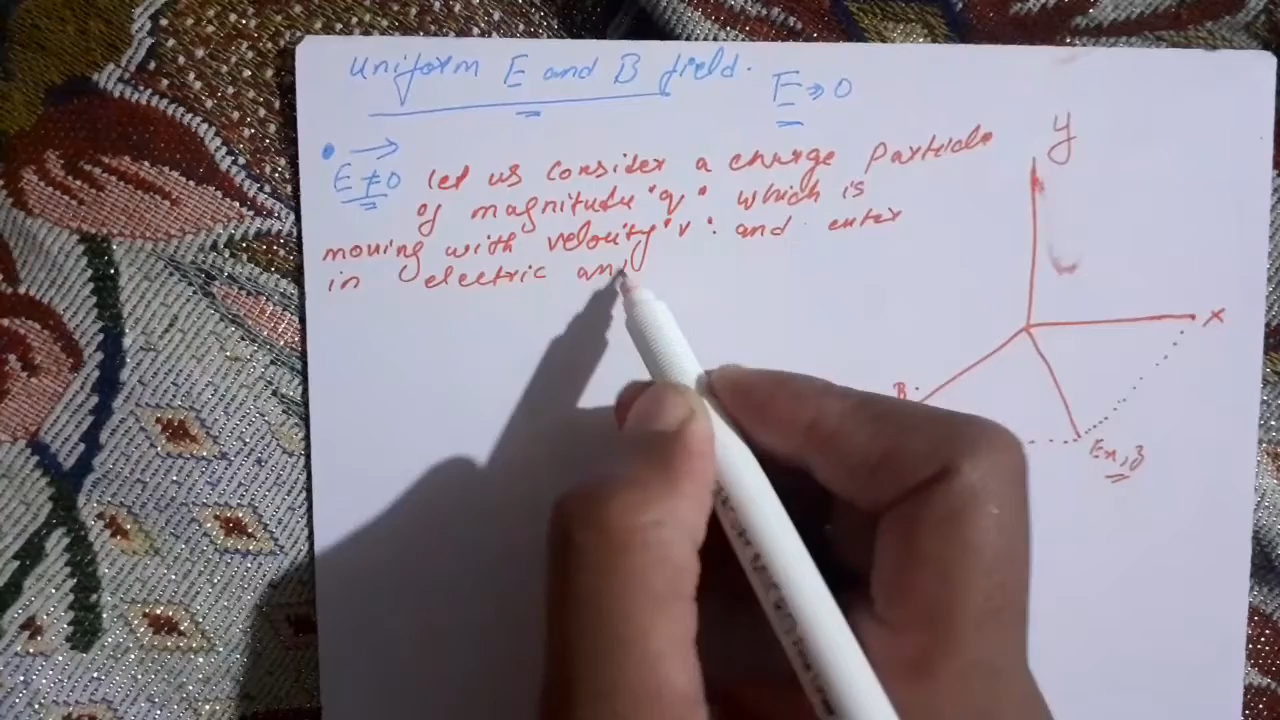 uniform E and B field.
E ⇒ 0
E ≠ 0 Let us consider a charge particle
of magnitude "q" which is
moving with velocity "v". and enter
in electric and
y
x
B
Ex,z